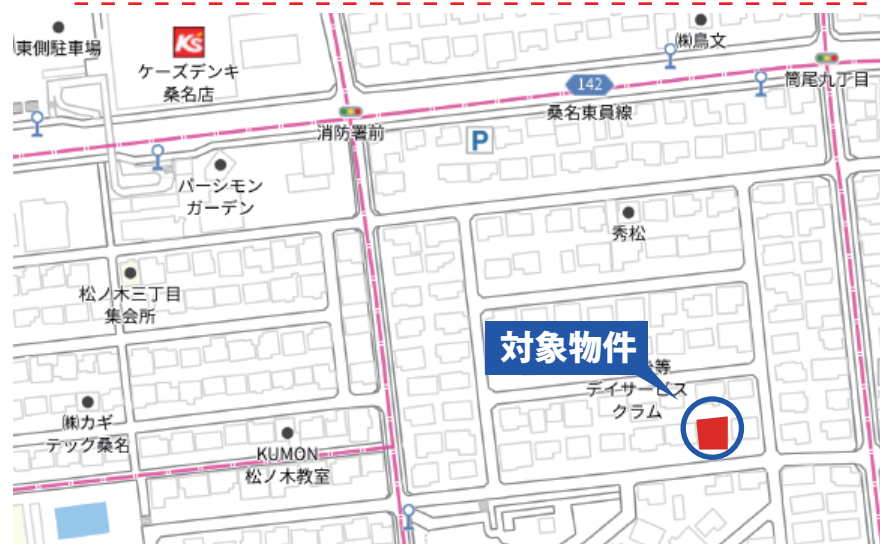 東側駐車場
K's
ケーズデンキ
桑名店
㈱鳥文
142
桑名東員線
筒尾九丁目
消防署前
P
パーシモン
ガーデン
秀松
松ノ木三丁目
集会所
対象物件
等
デイサービス
クラム
㈱カギ
テック桑名
KUMON
松ノ木教室